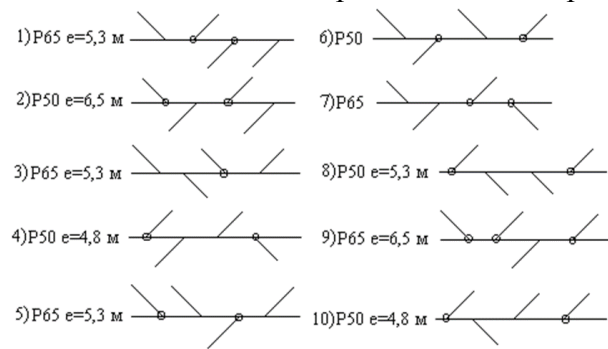 1)Р65 е=5,3 м
2)Р50 е=6,5 м
3)Р65 е=5,3 м
4)Р50 е=4,8 м
5)Р65 е=5,3 м
6)Р50
7)Р65
8)Р50 е=5,3 м
9)Р65 е=6,5 м
10)Р50 е=4,8 м